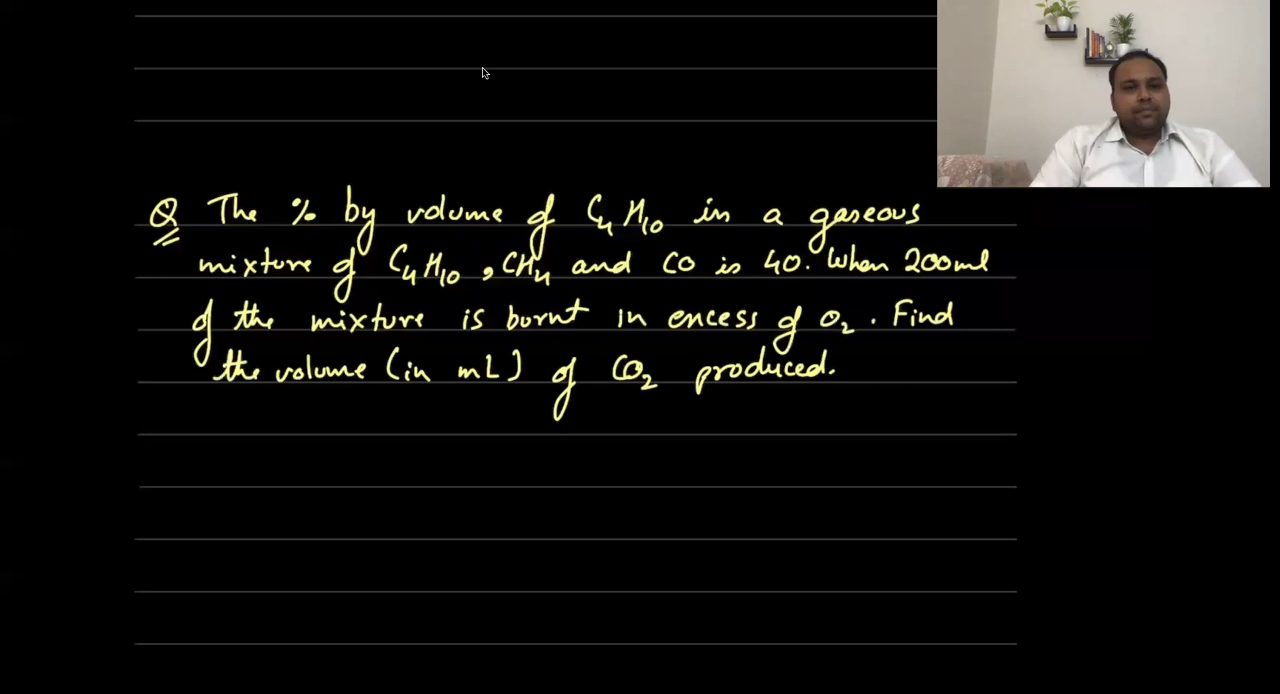 Q The % by volume of C₄H₁₀ in a gaseous
mixture of C₄H₁₀, CH₄ and CO is 40. When 200ml
of the mixture is burnt in excess of O₂. Find
the volume (in mL) of CO₂ produced.